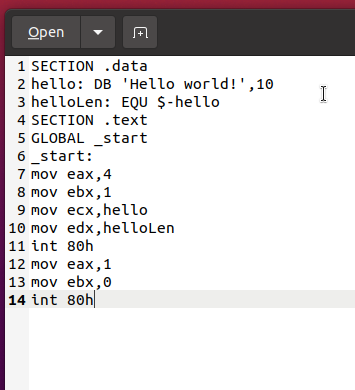 Open
1 SECTION .data
2 hello: DB 'Hello world!',10
3 helloLen: EQU $-hello
4 SECTION .text
5 GLOBAL _start
6 _start:
7 mov eax,4
8 mov ebx,1
9 mov ecx,hello
10 mov edx,helloLen
11 int 80h
12 mov eax,1
13 mov ebx,0
14 int 80h